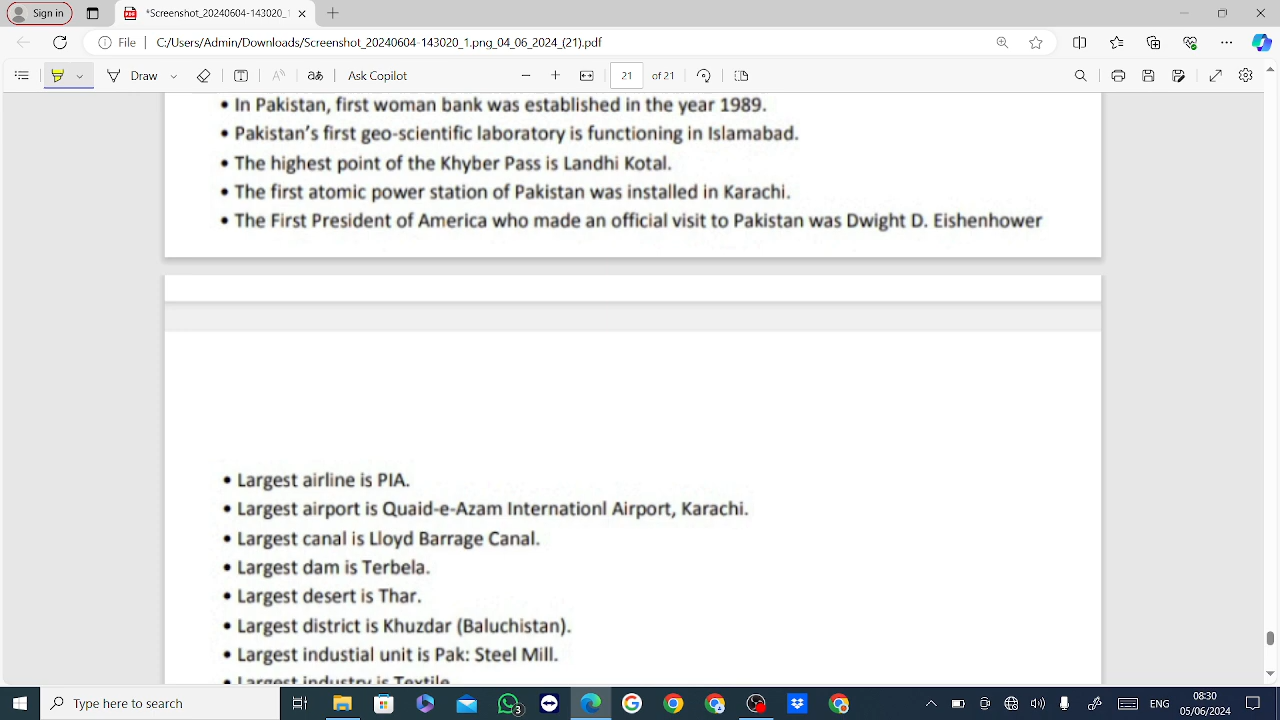 Sign in
*Screenshot_20240604-143020_1
File
C:/Users/Admin/Downloads/Screenshot_20240604-143020_1.png_04_06_2024_(21).pdf
Draw
Ask Copilot
21 of 21
• In Pakistan, first woman bank was established in the year 1989.
• Pakistan's first geo-scientific laboratory is functioning in Islamabad.
• The highest point of the Khyber Pass is Landhi Kotal.
• The first atomic power station of Pakistan was installed in Karachi.
• The First President of America who made an official visit to Pakistan was Dwight D. Eishenhower
• Largest airline is PIA.
• Largest airport is Quaid-e-Azam Internationl Airport, Karachi.
• Largest canal is Lloyd Barrage Canal.
• Largest dam is Terbela.
• Largest desert is Thar.
• Largest district is Khuzdar (Baluchistan).
• Largest industial unit is Pak: Steel Mill.
• Largest industry is Textile
Type here to search
3
ENG
08:30
05/06/2024